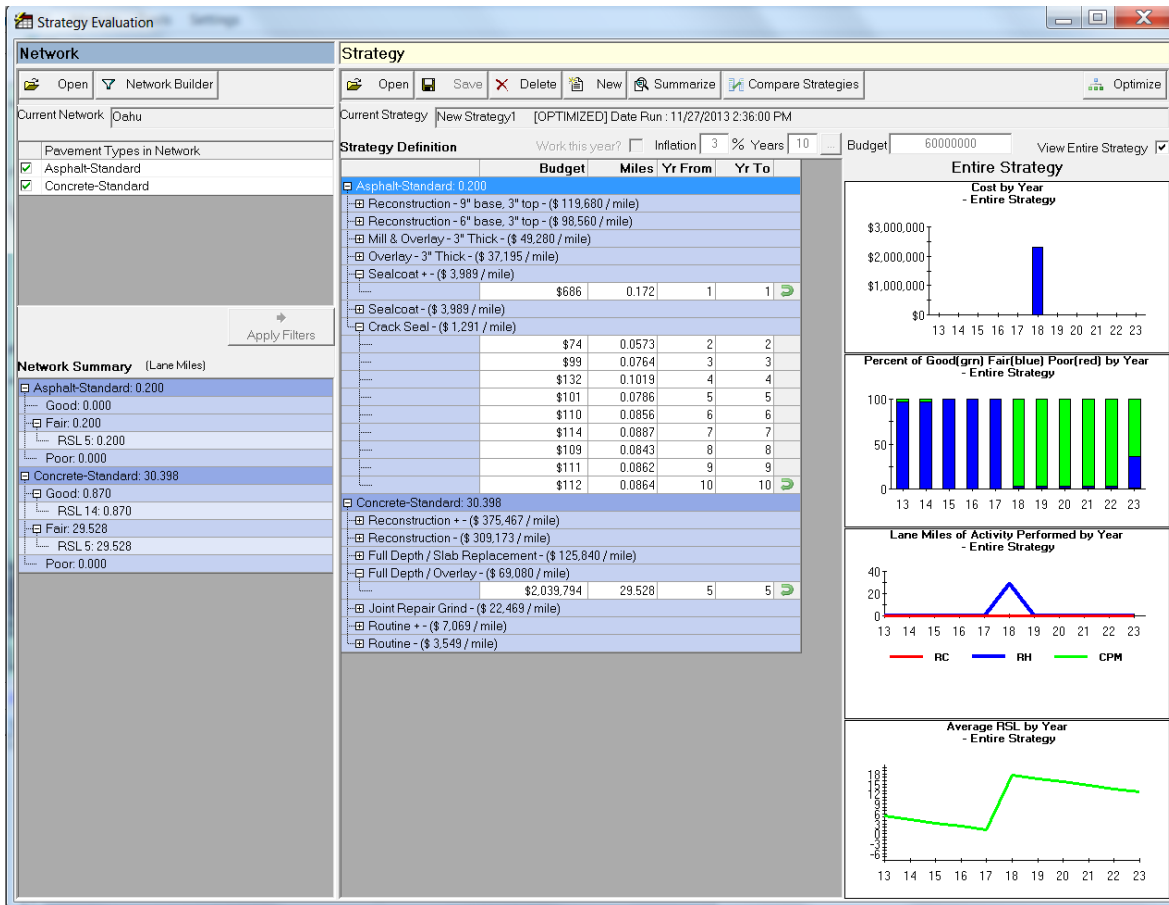 Strategy Evaluation
Network
Open Network Builder
Current Network Oahu
Pavement Types in Network
Asphalt-Standard
Concrete-Standard
Apply Filters
Network Summary (Lane Miles)
Asphalt-Standard: 0.200
Good: 0.000
Fair: 0.200
RSL 5: 0.200
Poor: 0.000
Concrete-Standard: 30.398
Good: 0.870
RSL 14: 0.870
Fair: 29.528
RSL 5: 29.528
Poor: 0.000
Strategy
Open Save Delete New Summarize Compare Strategies Optimize
Current Strategy New Strategy1 [OPTIMIZED] Date Run : 11/27/2013 2:36:00 PM
Strategy Definition Work this year? Inflation 3 % Years 10 ... Budget 60000000 View Entire Strategy
Budget Miles Yr From Yr To
Asphalt-Standard: 0.200
Reconstruction - 9" base, 3" top - ($ 119,680 / mile)
Reconstruction - 6" base, 3" top - ($ 98,560 / mile)
Mill & Overlay - 3" Thick - ($ 49,280 / mile)
Overlay - 3" Thick - ($ 37,195 / mile)
Sealcoat + - ($ 3,989 / mile)
$686 0.172 1 1
Sealcoat - ($ 3,989 / mile)
Crack Seal - ($ 1,291 / mile)
$74 0.0573 2 2
$99 0.0764 3 3
$132 0.1019 4 4
$101 0.0786 5 5
$110 0.0856 6 6
$114 0.0887 7 7
$109 0.0843 8 8
$111 0.0862 9 9
$112 0.0864 10 10
Concrete-Standard: 30.398
Reconstruction + - ($ 375,467 / mile)
Reconstruction - ($ 309,173 / mile)
Full Depth / Slab Replacement - ($ 125,840 / mile)
Full Depth / Overlay - ($ 69,080 / mile)
$2,039,794 29.528 5 5
Joint Repair Grind - ($ 22,469 / mile)
Routine + - ($ 7,069 / mile)
Routine - ($ 3,549 / mile)
Entire Strategy
Cost by Year
- Entire Strategy
$3,000,000
$2,000,000
$1,000,000
$0
13 14 15 16 17 18 19 20 21 22 23
Percent of Good(grn) Fair(blue) Poor(red) by Year
- Entire Strategy
100
50
0
13 14 15 16 17 18 19 20 21 22 23
Lane Miles of Activity Performed by Year
- Entire Strategy
40
20
0
13 14 15 16 17 18 19 20 21 22 23
RC RH CPM
Average RSL by Year
- Entire Strategy
18
15
12
9
6
3
0
-3
-6
13 14 15 16 17 18 19 20 21 22 23